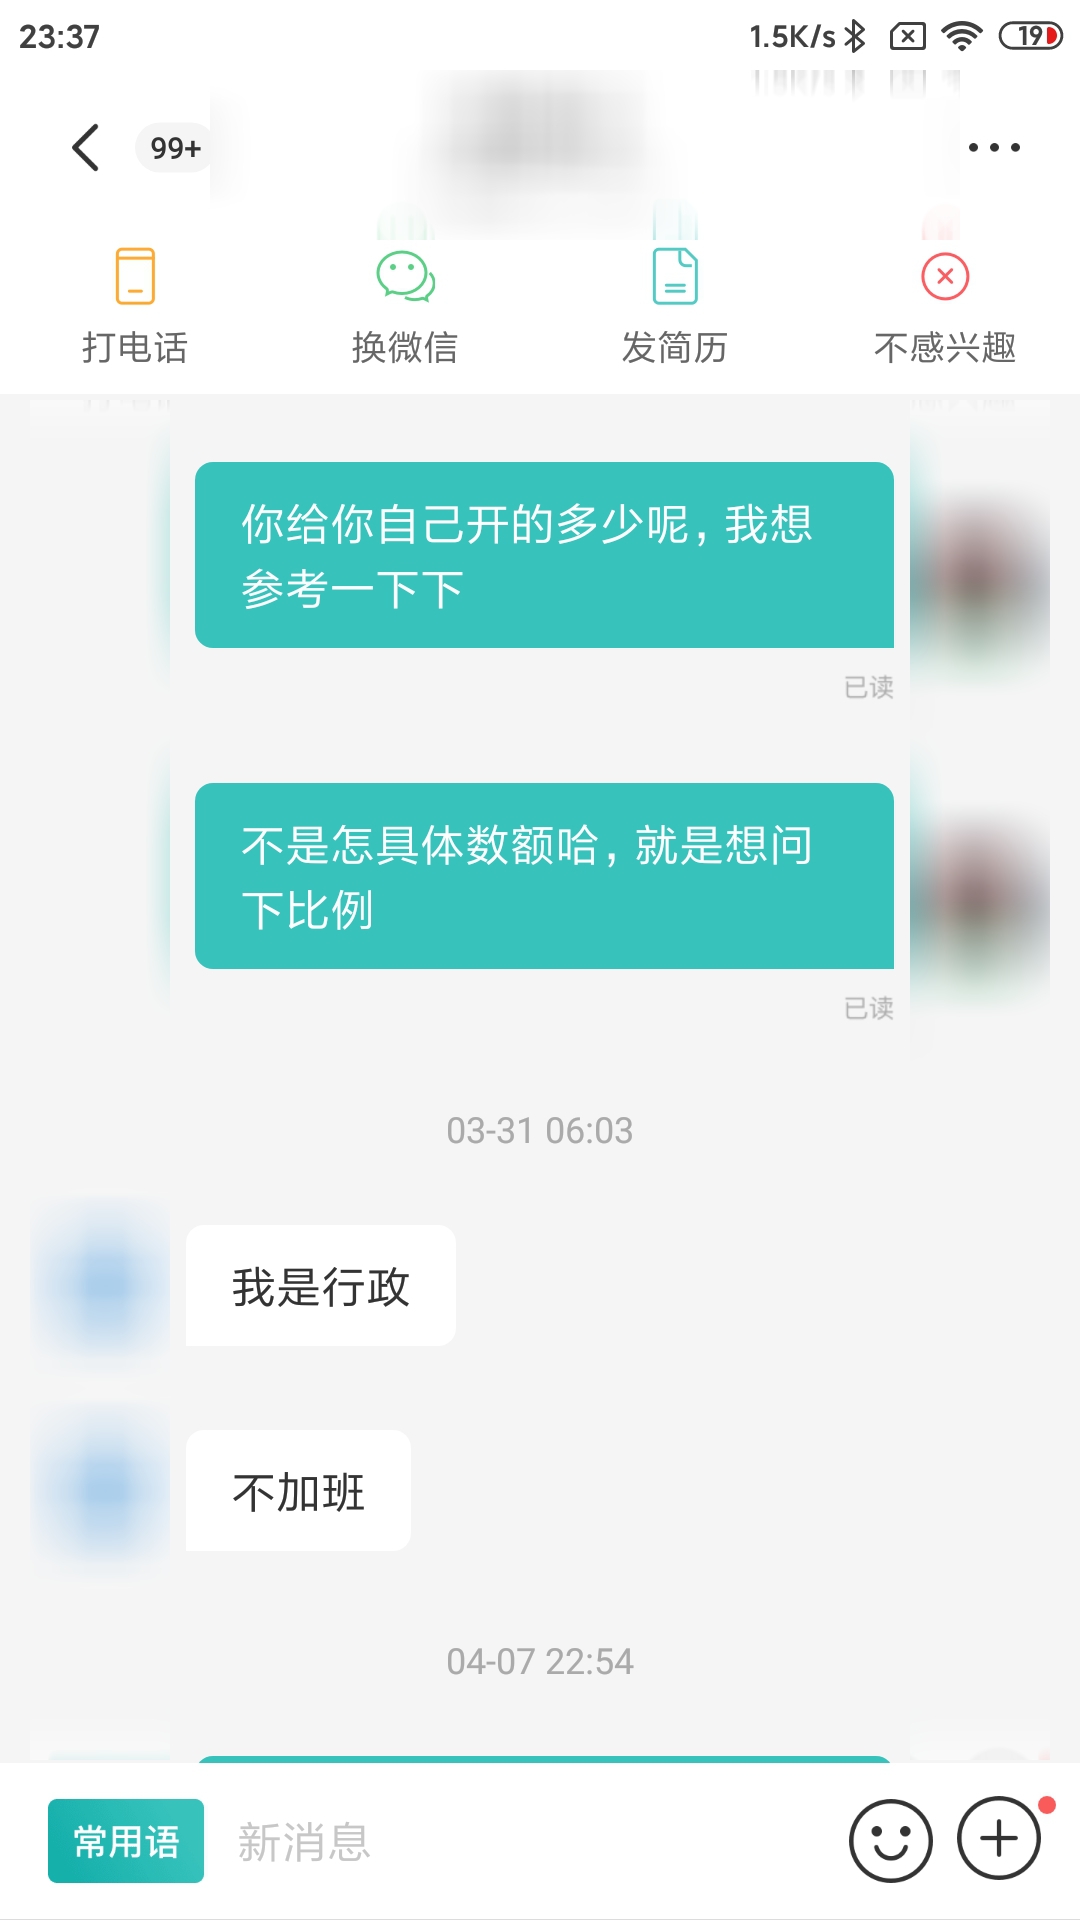 23:37
1.5K/s
19
99+
打电话
换微信
发简历
不感兴趣
你给你自己开的多少呢，我想
参考一下下
已读
不是怎具体数额哈，就是想问
下比例
已读
03-31 06:03
我是行政
不加班
04-07 22:54
常用语
新消息